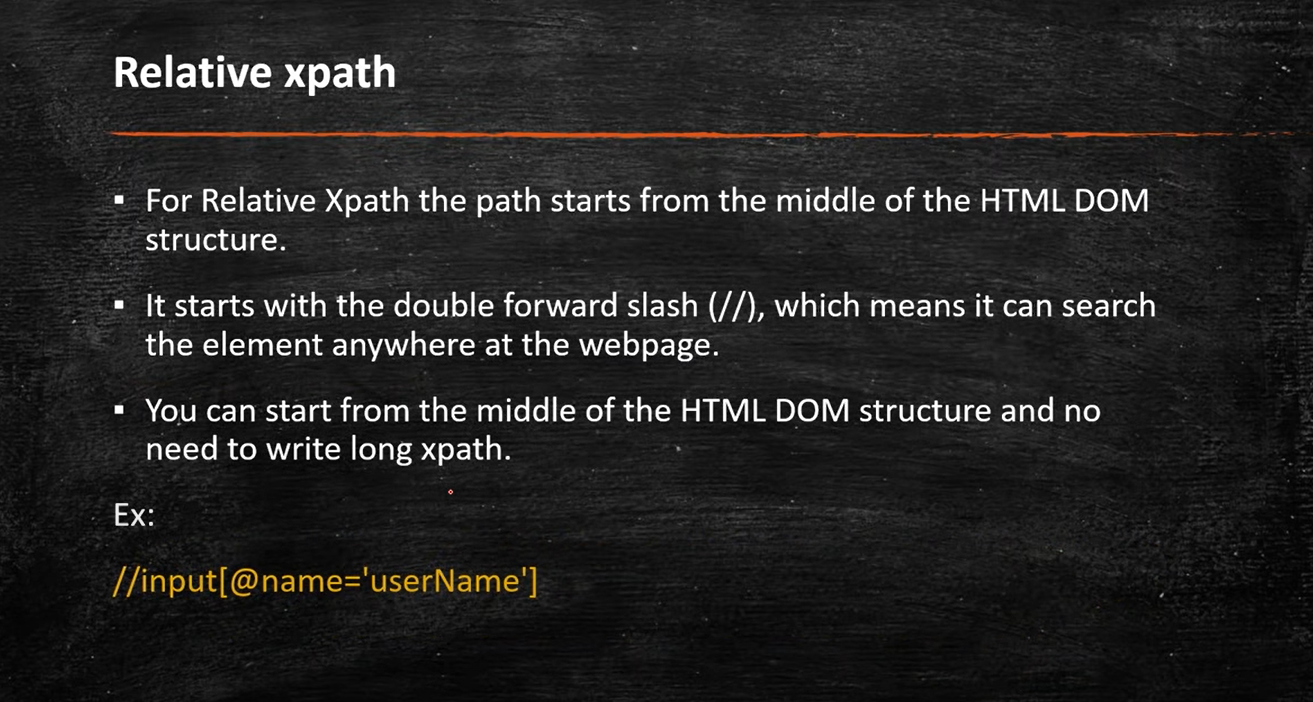 Relative xpath
▪ For Relative Xpath the path starts from the middle of the HTML DOM
structure.
▪ It starts with the double forward slash (//), which means it can search
the element anywhere at the webpage.
▪ You can start from the middle of the HTML DOM structure and no
need to write long xpath.
Ex:
//input[@name='userName']